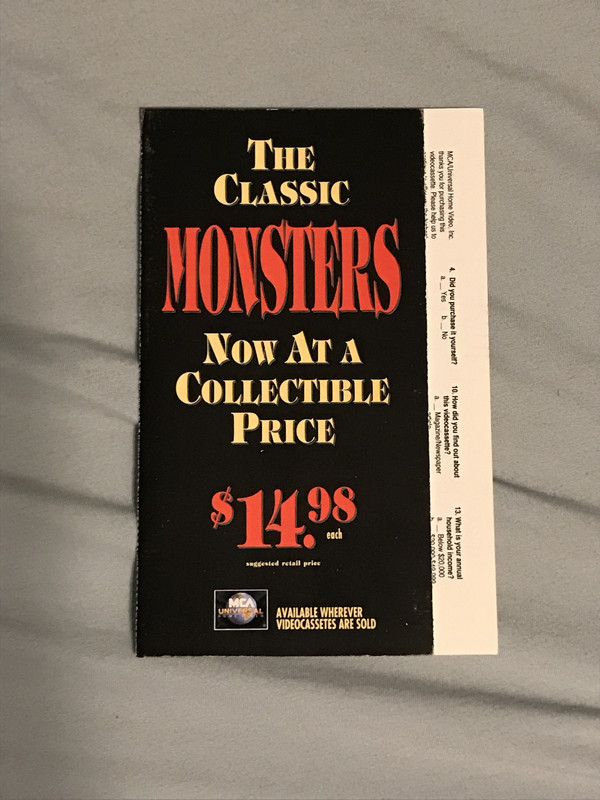 THE
CLASSIC
MONSTERS
NOW AT A
COLLECTIBLE
PRICE
$14.98
each
suggested retail price
MCA
UNIVERSAL
AVAILABLE WHEREVER
VIDEOCASSETES ARE SOLD
MCA/Universal Home Video, Inc.
thanks you for purchasing this
videocassette. Please help us to
4. Did you purchase it yourself?
a. __ Yes b. __ No
10. How did you find out about
this videocassette?
a. __ Magazine/Newspaper
13. What is your annual
household income?
a. __ Below $20,000